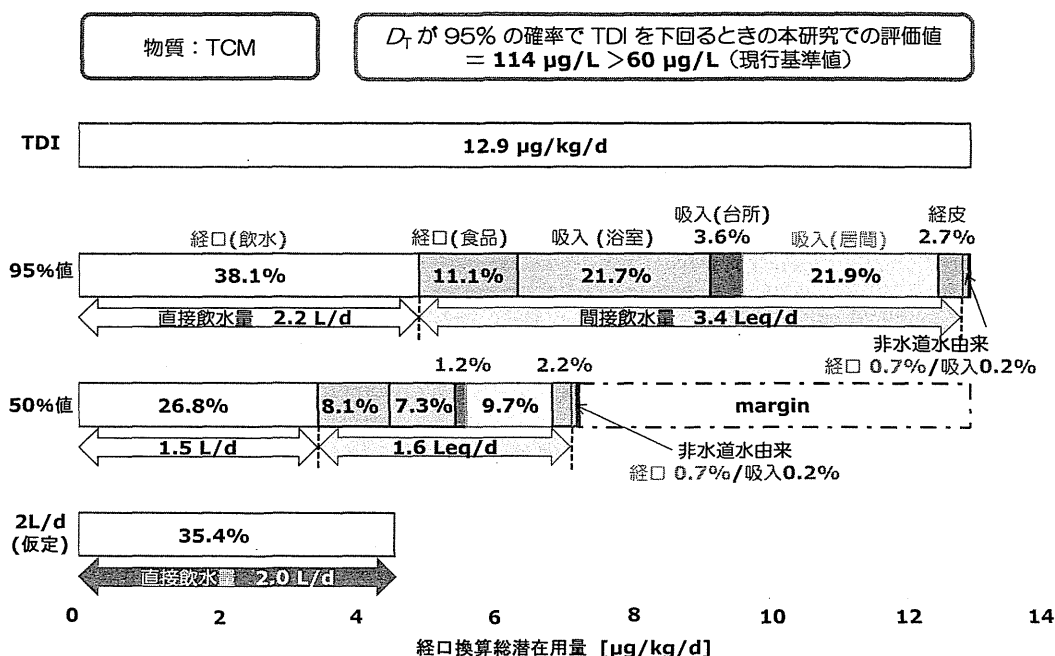 物質：TCM
DT が 95% の確率で TDI を下回るときの本研究での評価値
= 114 μg/L >60 μg/L（現行基準値）
TDI
12.9 μg/kg/d
吸入(台所)
経皮
経口(飲水)
経口(食品)
吸入 (浴室)
3.6%
吸入(居間)
2.7%
95%値
38.1%
11.1%
21.7%
21.9%
直接飲水量 2.2 L/d
間接飲水量 3.4 Leq/d
非水道水由来
経口 0.7%/吸入0.2%
1.2%
2.2%
50%値
26.8%
8.1%
7.3%
9.7%
margin
1.5 L/d
1.6 Leq/d
非水道水由来
経口 0.7%/吸入0.2%
2L/d
(仮定)
35.4%
直接飲水量 2.0 L/d
0 2 4 6 8 10 12 14
経口換算総潜在用量 [μg/kg/d]